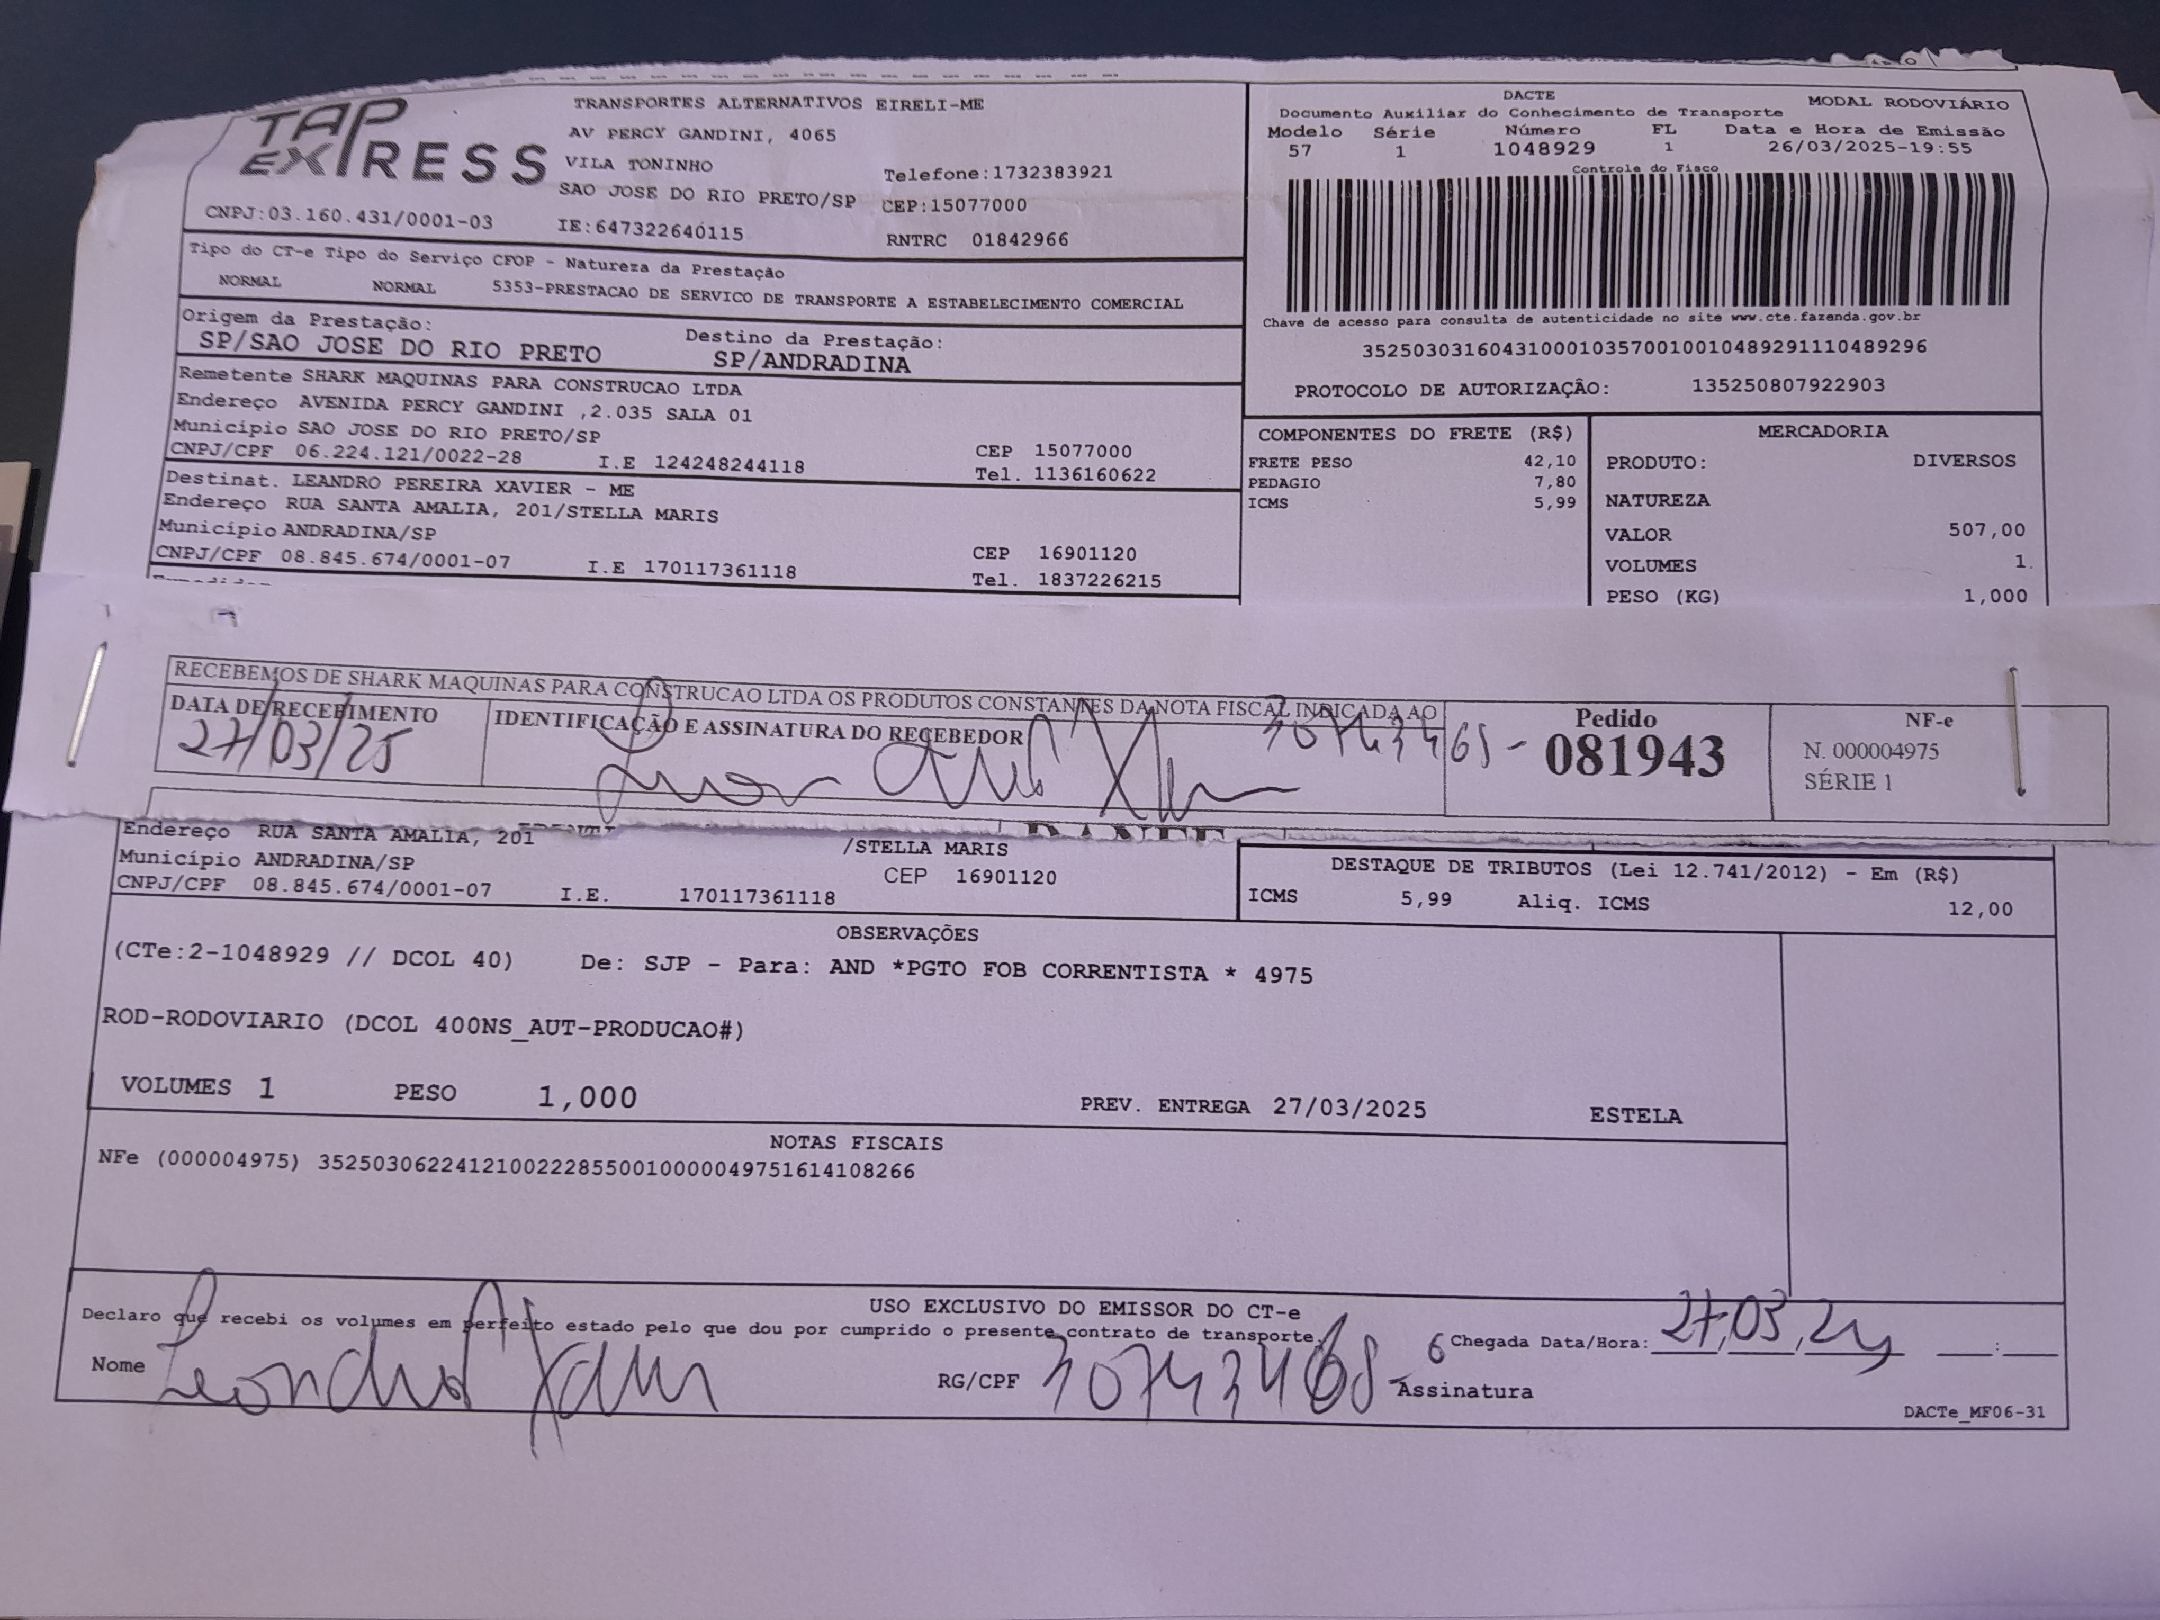 TAP EXPRESS
TRANSPORTES ALTERNATIVOS EIRELI-ME
AV PERCY GANDINI, 4065
VILA TONINHO
Telefone:1732383921
SAO JOSE DO RIO PRETO/SP CEP:15077000
CNPJ:03.160.431/0001-03 IE:647322640115 RNTRC 01842966
DACTE
MODAL RODOVIÁRIO
Documento Auxiliar do Conhecimento de Transporte
Modelo Série Número FL Data e Hora de Emissão
57 1 1048929 1 26/03/2025-19:55
Controle do Fisco
Chave de acesso para consulta de autenticidade no site www.cte.fazenda.gov.br
35250303160431000103570010010489291110489296
PROTOCOLO DE AUTORIZAÇÃO: 135250807922903
Tipo do CT-e Tipo do Serviço CFOP - Natureza da Prestação
NORMAL NORMAL 5353-PRESTACAO DE SERVICO DE TRANSPORTE A ESTABELECIMENTO COMERCIAL
Origem da Prestação: Destino da Prestação:
SP/SAO JOSE DO RIO PRETO SP/ANDRADINA
Remetente SHARK MAQUINAS PARA CONSTRUCAO LTDA
Endereço AVENIDA PERCY GANDINI ,2.035 SALA 01
Município SAO JOSE DO RIO PRETO/SP CEP 15077000
CNPJ/CPF 06.224.121/0022-28 I.E 124248244118 Tel. 1136160622
Destinat. LEANDRO PEREIRA XAVIER - ME
Endereço RUA SANTA AMALIA, 201/STELLA MARIS
Município ANDRADINA/SP CEP 16901120
CNPJ/CPF 08.845.674/0001-07 I.E 170117361118 Tel. 1837226215
COMPONENTES DO FRETE (R$)
FRETE PESO 42,10
PEDAGIO 7,80
ICMS 5,99
MERCADORIA
PRODUTO: DIVERSOS
NATUREZA
VALOR 507,00
VOLUMES 1.
PESO (KG) 1,000
RECEBEMOS DE SHARK MAQUINAS PARA CONSTRUCAO LTDA OS PRODUTOS CONSTANTES DA NOTA FISCAL INDICADA AO
DATA DE RECEBIMENTO IDENTIFICAÇÃO E ASSINATURA DO RECEBEDOR
27/03/25 30743468-
Pedido
081943
NF-e
N. 000004975
SÉRIE 1
Endereço RUA SANTA AMALIA, 201 /STELLA MARIS
Município ANDRADINA/SP CEP 16901120
CNPJ/CPF 08.845.674/0001-07 I.E. 170117361118
DESTAQUE DE TRIBUTOS (Lei 12.741/2012) - Em (R$)
ICMS 5,99 Aliq. ICMS 12,00
OBSERVAÇÕES
(CTe:2-1048929 // DCOL 40) De: SJP - Para: AND *PGTO FOB CORRENTISTA * 4975
ROD-RODOVIARIO (DCOL 400NS_AUT-PRODUCAO#)
VOLUMES 1 PESO 1,000 PREV. ENTREGA 27/03/2025 ESTELA
NOTAS FISCAIS
NFe (000004975) 35250306224121002228550010000049751614108266
USO EXCLUSIVO DO EMISSOR DO CT-e
Declaro que recebi os volumes em perfeito estado pelo que dou por cumprido o presente contrato de transporte. 6 Chegada Data/Hora: 27,03,24 :
Nome Leandro Xavier RG/CPF 30743468- Assinatura
DACTe_MF06-31